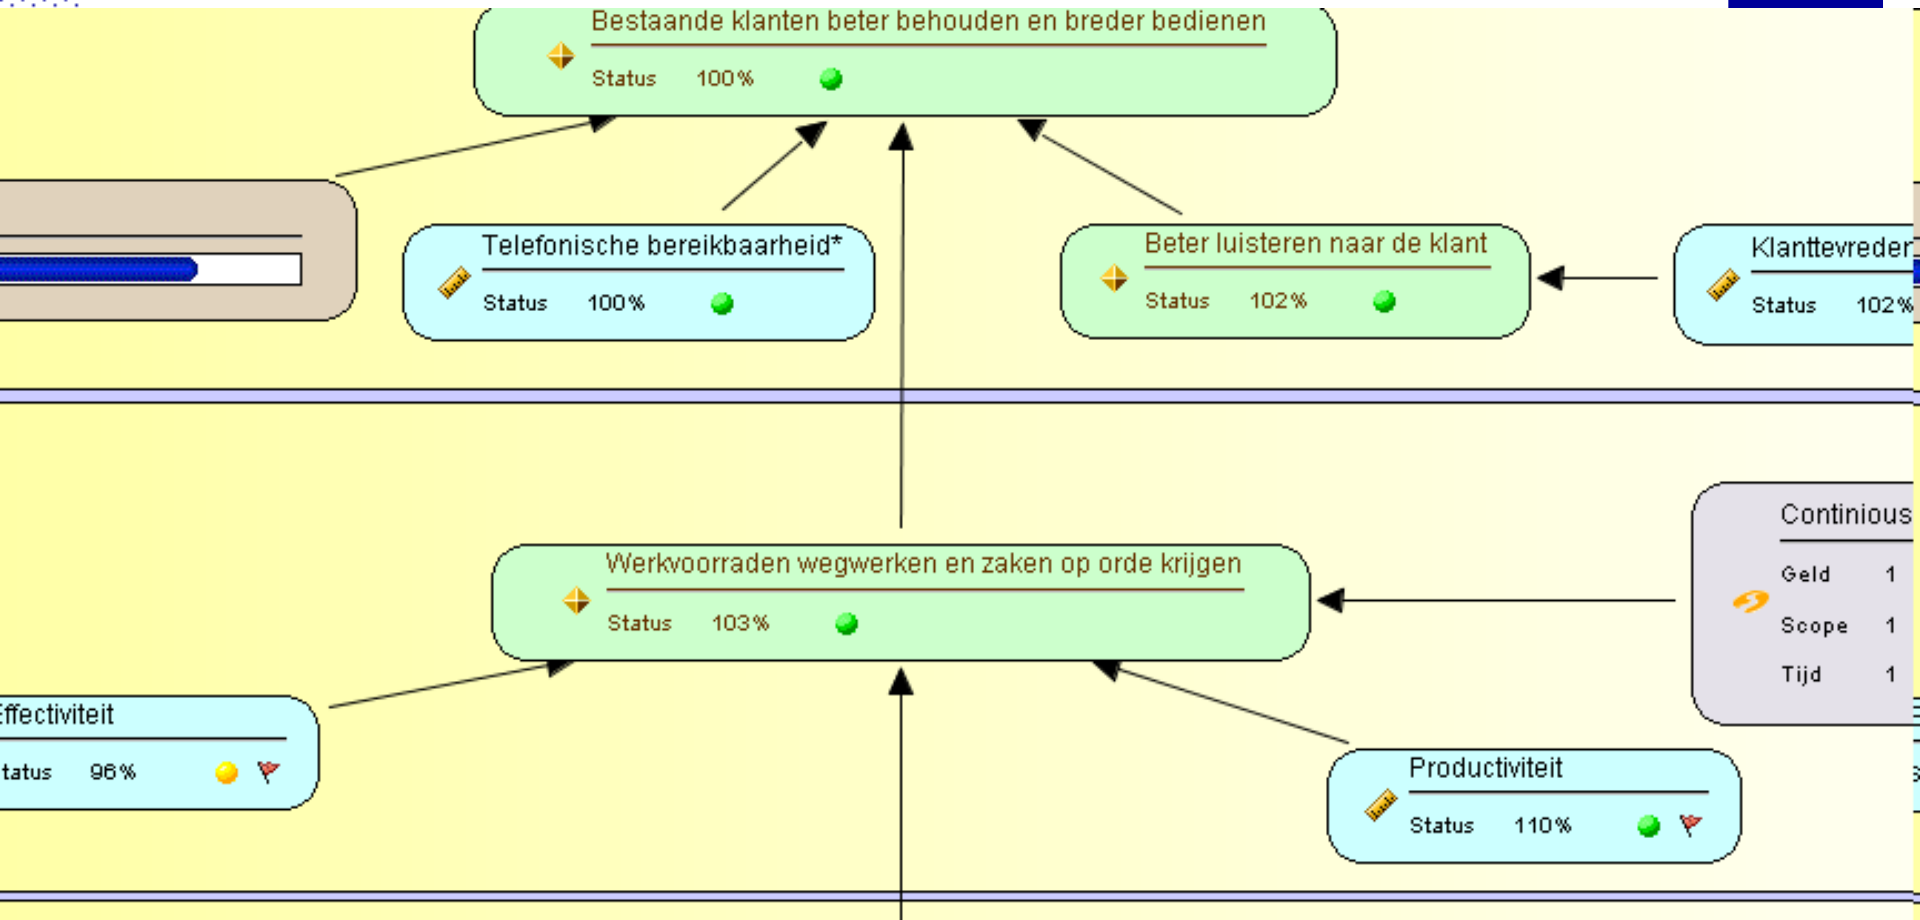 Bestaande klanten beter behouden en breder bedienen
Status 100%
Telefonische bereikbaarheid*
Status 100%
Beter luisteren naar de klant
Status 102%
Status 102%
Werkvoorraden wegwerken en zaken op orde krijgen
Status 103%
Continious
Geld 1
Scope 1
Tijd 1
Effectiviteit
tatus 96%
Productiviteit
Status 110%